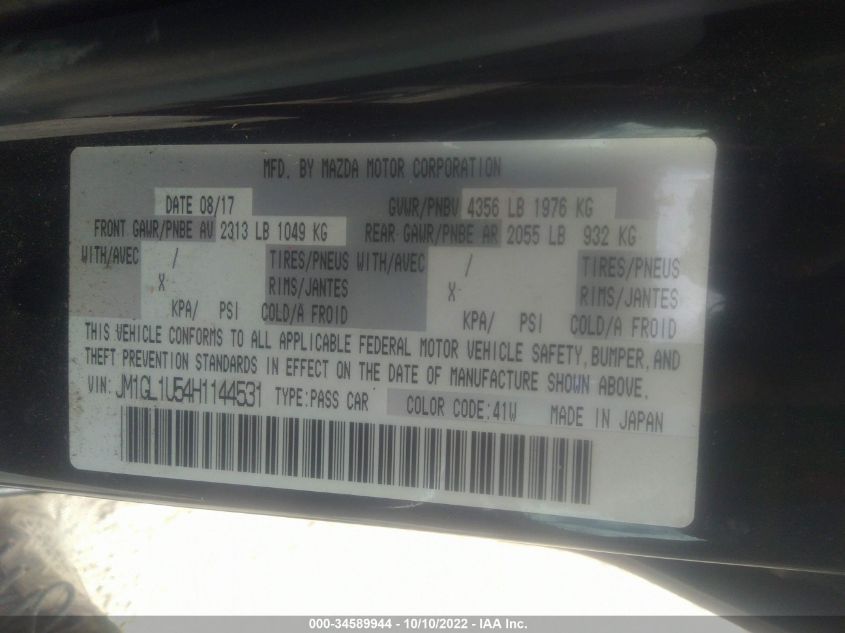 MFD. BY MAZDA MOTOR CORPORATION
DATE 08/17 GVWR/PNBV 4356 LB 1976 KG
FRONT GAWR/PNBE AV 2313 LB 1049 KG REAR GAWR/PNBE AR 2055 LB 932 KG
WITH/AVEC / TIRES/PNEUS WITH/AVEC / TIRES/PNEUS
X RIMS/JANTES X RIMS/JANTES
KPA/ PSI COLD/A FROID KPA/ PSI COLD/A FROID
THIS VEHICLE CONFORMS TO ALL APPLICABLE FEDERAL MOTOR VEHICLE SAFETY, BUMPER, AND
THEFT PREVENTION STANDARDS IN EFFECT ON THE DATE OF MANUFACTURE SHOWN ABOVE.
VIN: JM1GL1U54H1144531 TYPE: PASS CAR COLOR CODE: 41W MADE IN JAPAN
000-34589944 - 10/10/2022 - IAA Inc.